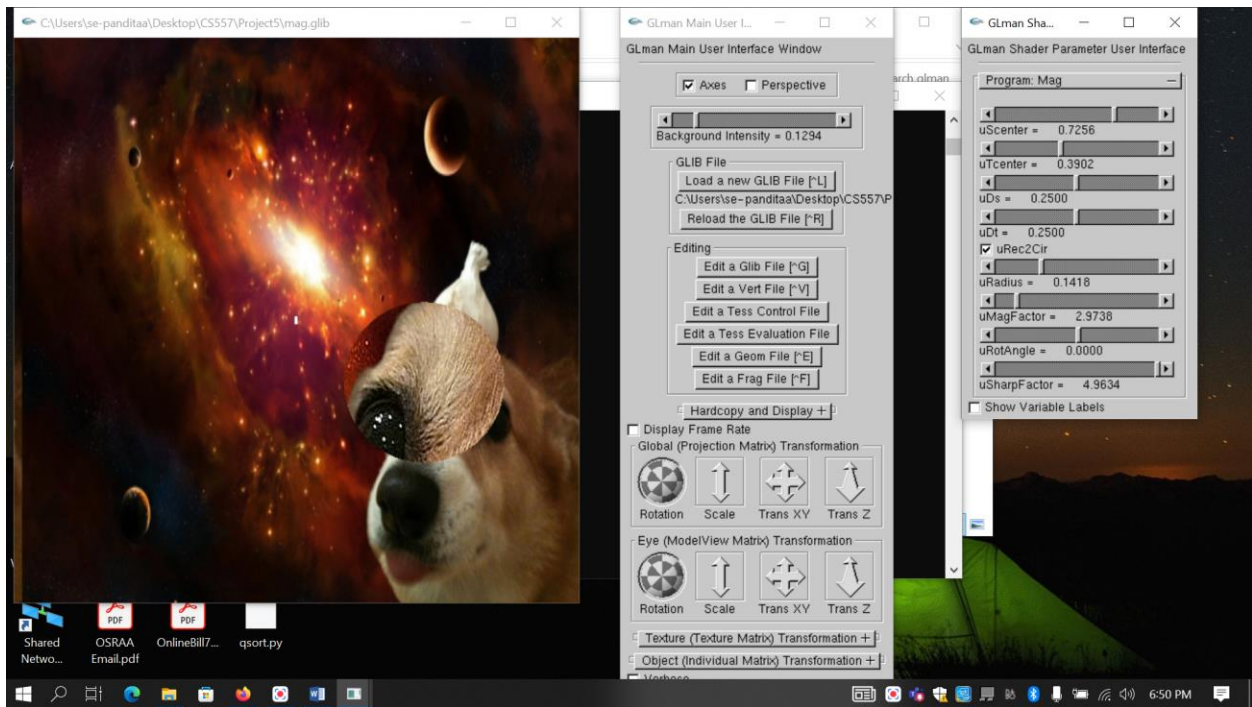 C:\Users\se-panditaa\Desktop\CS557\Project5\mag.glib
GLman Main User I...
GLman Sha...
GLman Main User Interface Window
Axes
Perspective
Background Intensity = 0.1294
GLIB File
Load a new GLIB File [^L]
C:\Users\se-panditaa\Desktop\CS557\P
Reload the GLIB File [^R]
Editing
Edit a Glib File [^G]
Edit a Vert File [^V]
Edit a Tess Control File
Edit a Tess Evaluation File
Edit a Geom File [^E]
Edit a Frag File [^F]
Hardcopy and Display +
Display Frame Rate
Global (Projection Matrix) Transformation
Rotation Scale Trans XY Trans Z
Eye (ModelView Matrix) Transformation
Rotation Scale Trans XY Trans Z
Texture (Texture Matrix) Transformation +
Object (Individual Matrix) Transformation +
Verbose
arch glman
GLman Shader Parameter User Interface
Program: Mag
uScenter = 0.7256
uTcenter = 0.3902
uDs = 0.2500
uDt = 0.2500
uRec2Cir
uRadius = 0.1418
uMagFactor = 2.9738
uRotAngle = 0.0000
uSharpFactor = 4.9634
Show Variable Labels
PDF
PDF
Shared Netwo...
OSRAA Email.pdf
OnlineBill7...
qsort.py
6:50 PM